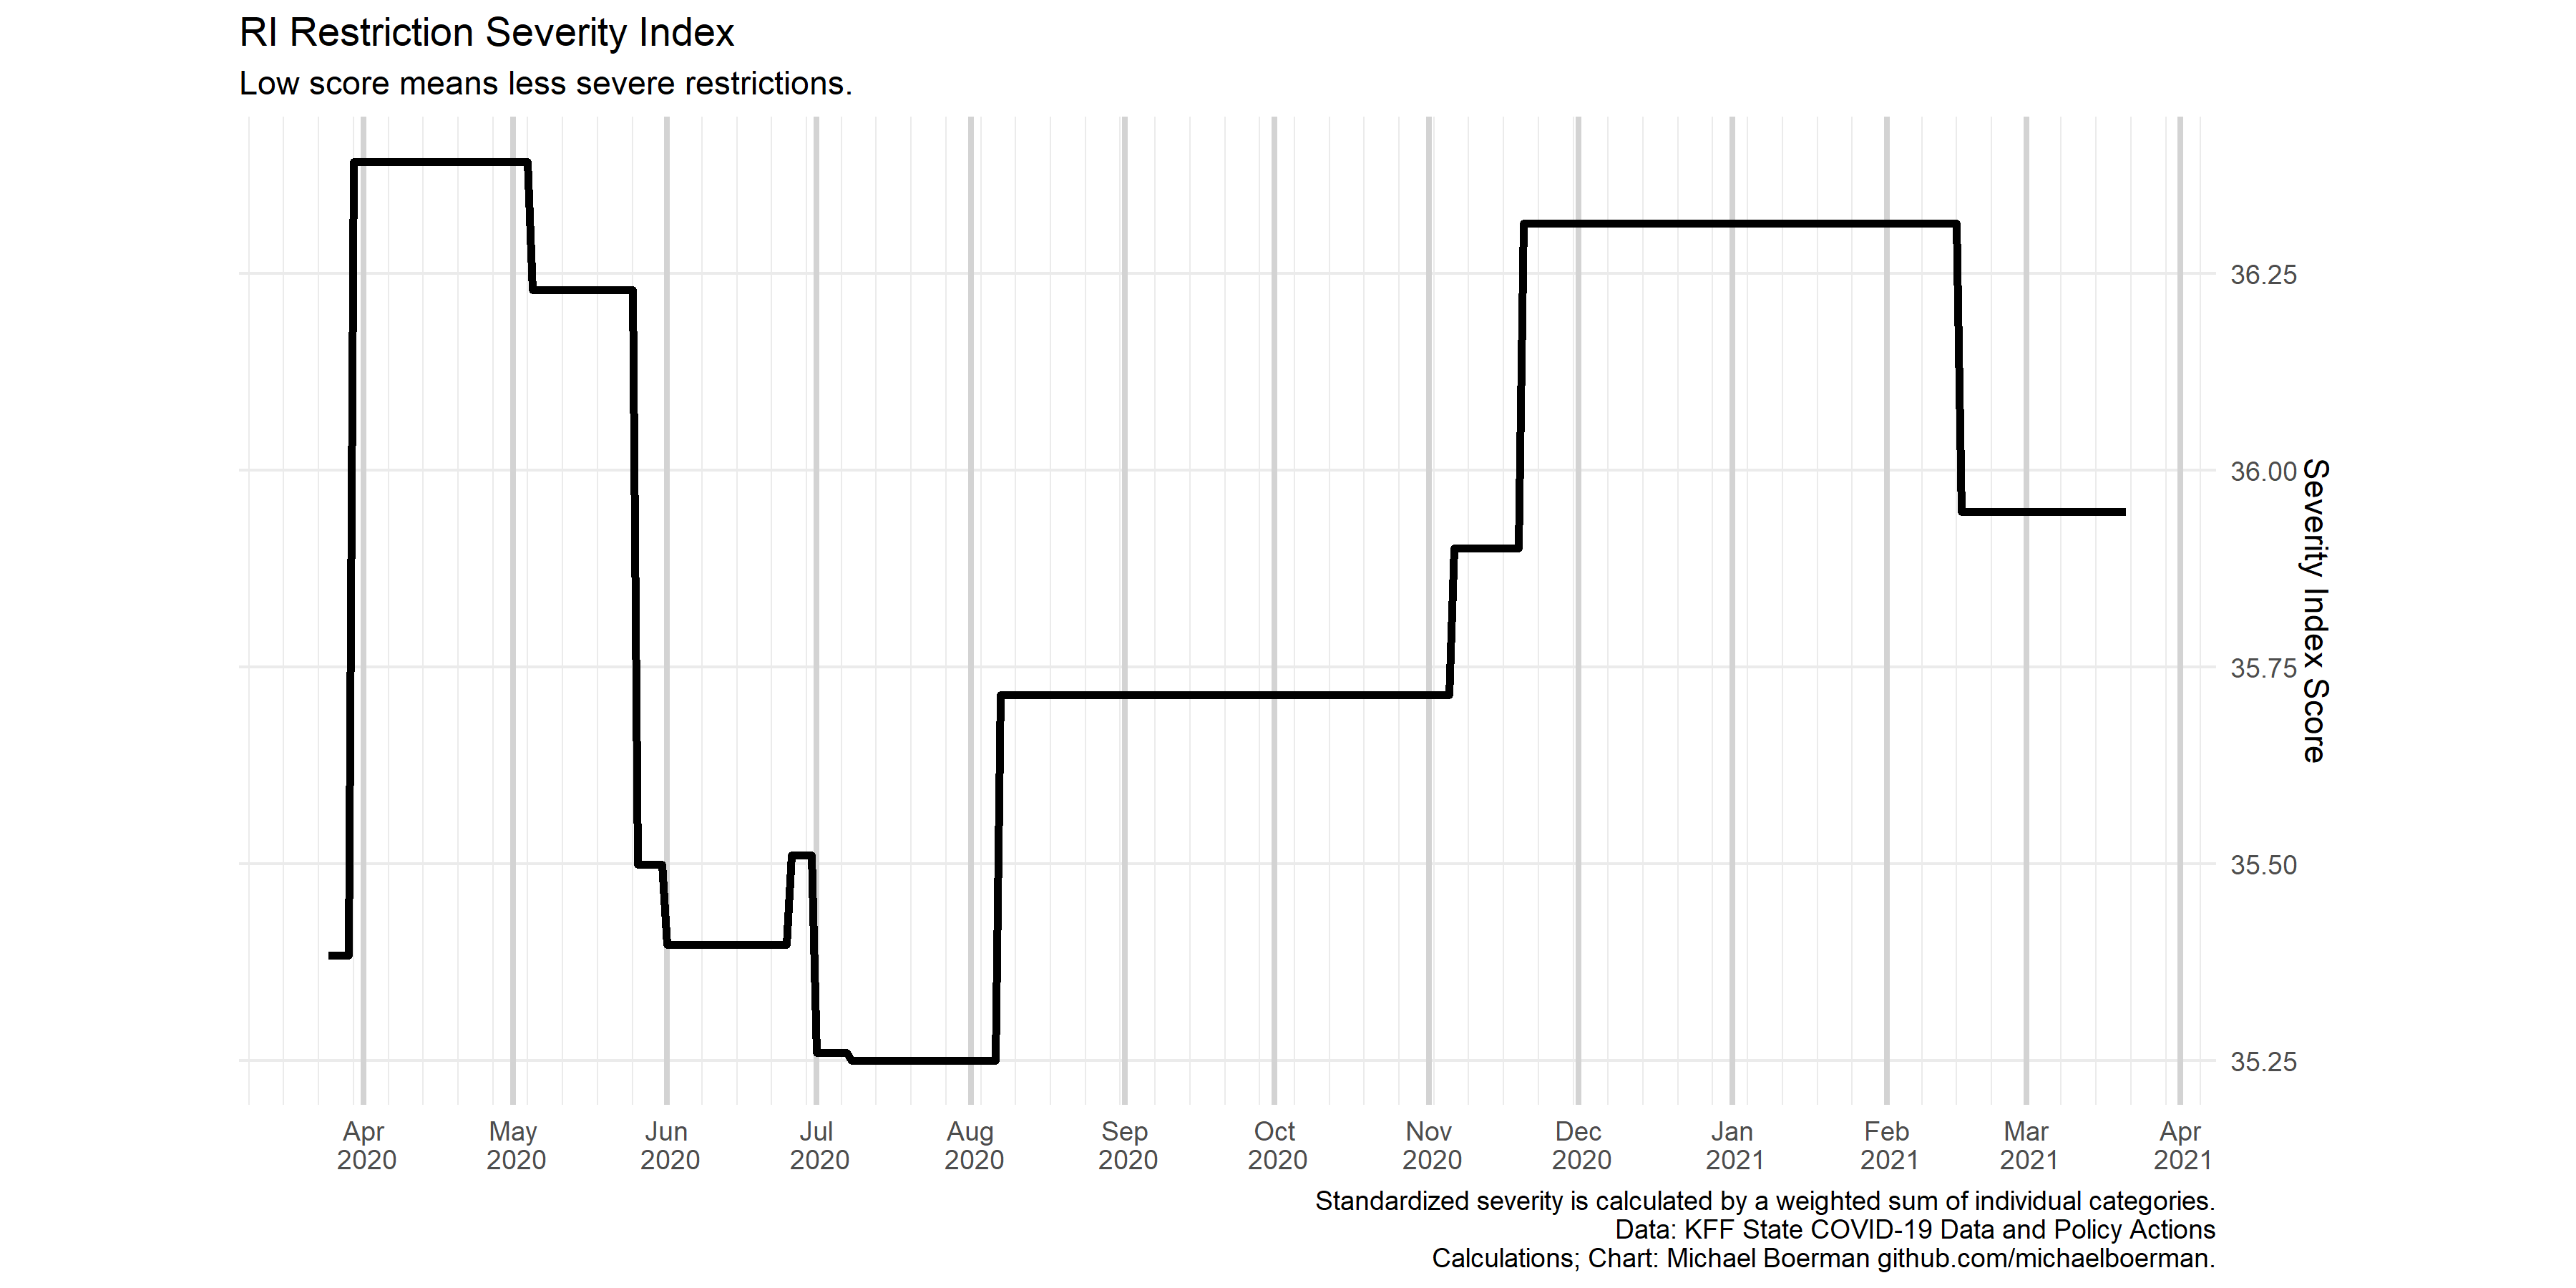 RI Restriction Severity Index
Low score means less severe restrictions.
36.25
36.00
35.75
35.50
35.25
Severity Index Score
Apr 2020
May 2020
Jun 2020
Jul 2020
Aug 2020
Sep 2020
Oct 2020
Nov 2020
Dec 2020
Jan 2021
Feb 2021
Mar 2021
Apr 2021
Standardized severity is calculated by a weighted sum of individual categories.
Data: KFF State COVID-19 Data and Policy Actions
Calculations; Chart: Michael Boerman github.com/michaelboerman.